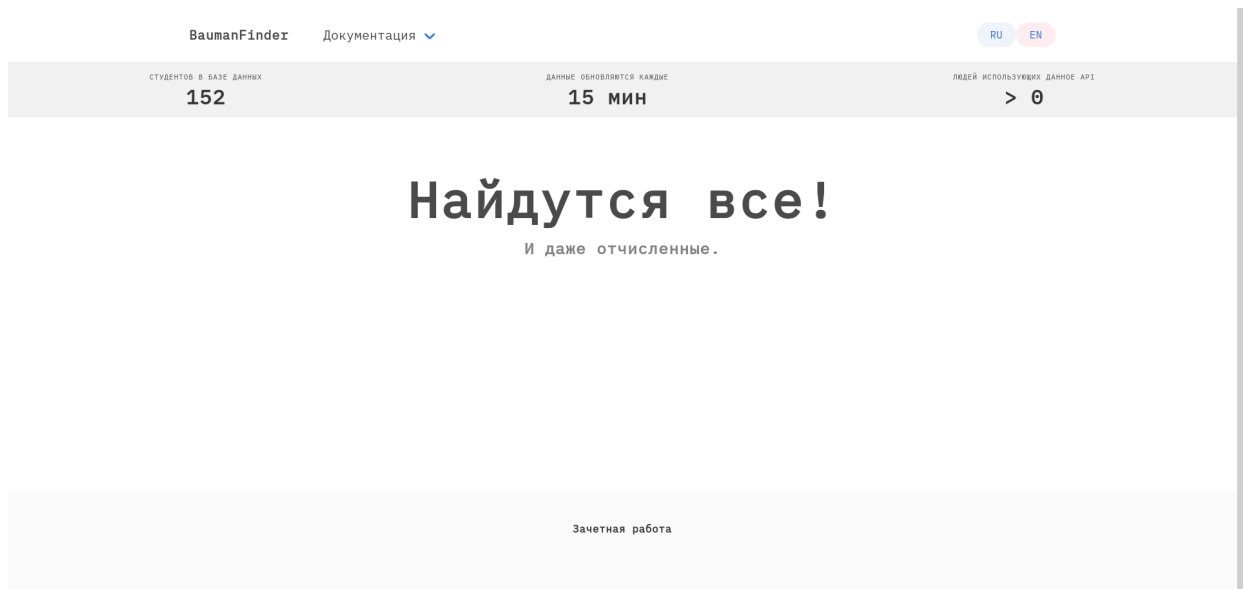 BaumanFinder Документация RU EN
СТУДЕНТОВ В БАЗЕ ДАННЫХ ДАННЫЕ ОБНОВЛЯЮТСЯ КАЖДЫЕ ЛЮДЕЙ ИСПОЛЬЗУЮЩИХ ДАННОЕ API
152 15 мин > 0
Найдутся все!
И даже отчисленные.
Зачетная работа